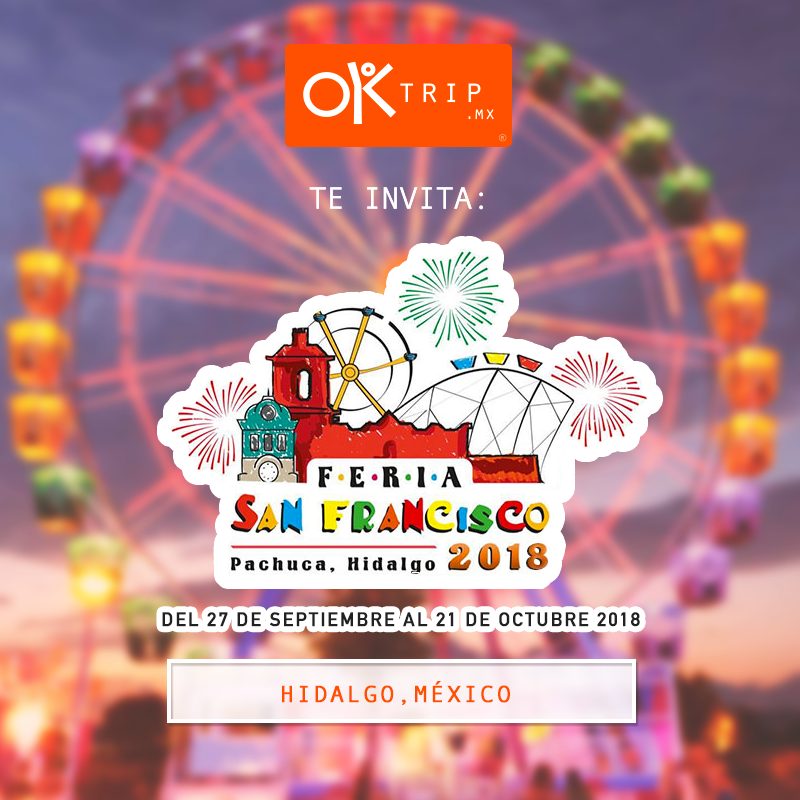 OK TRIP
.MX
®
TE INVITA:
F·E·R·I·A
SAN FRANCISCO
Pachuca, Hidalgo 2018
DEL 27 DE SEPTIEMBRE AL 21 DE OCTUBRE 2018
HIDALGO,MÉXICO